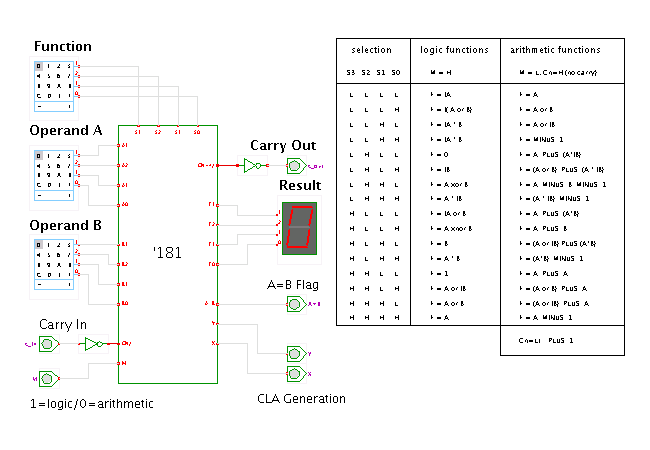 Function
Operand A
Operand B
Carry In
1=logic/0=arithmetic
'181
S1 S2 S1 S0
Carry Out
Result
A=B Flag
A=B
CLA Generation
Y
X
M
selection logic functions arithmetic functions
S3 S2 S1 S0 M = H M = L, Cn=H(no carry)
L L L L F = !A F = A
L L L H F = !(A or B) F = A or B
L L H L F = !A * B F = A or !B
L L H H F = 0 F = MINUS 1
L H L L F = !(A * B) F = A PLUS (A*!B)
L H L H F = !B F = (A or B) PLUS (A * !B)
L H H L F = A xor B F = A MINUS B MINUS 1
L H H H F = A * !B F = (A * !B) MINUS 1
H L L L F = !A or B F = A PLUS (A*B)
H L L H F = A xnor B F = A PLUS B
H L H L F = B F = (A or !B) PLUS (A*B)
H L H H F = A * B F = (A*B) MINUS 1
H H L L F = 1 F = A PLUS A
H H L H F = A or !B F = (A or B) PLUS A
H H H L F = A or B F = (A or !B) PLUS A
H H H H F = A F = A MINUS 1
Cn=L: PLUS 1